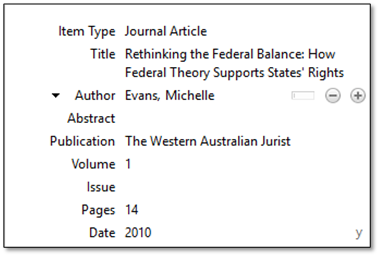 Item Type Journal Article
Title Rethinking the Federal Balance: How
Federal Theory Supports States' Rights
Author Evans, Michelle
Abstract
Publication The Western Australian Jurist
Volume 1
Issue
Pages 14
Date 2010 y